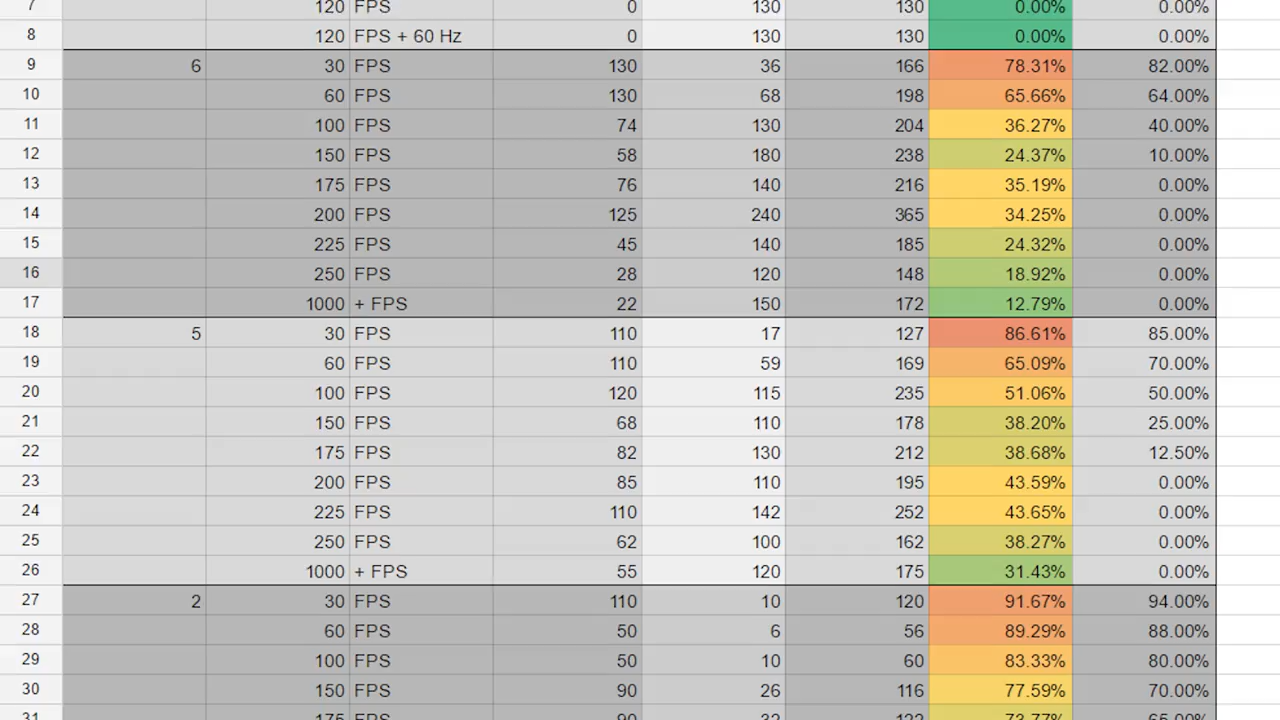 7 120 FPS 0 130 130 0.00% 0.00%
8 120 FPS + 60 Hz 0 130 130 0.00% 0.00%
9 6 30 FPS 130 36 166 78.31% 82.00%
10 60 FPS 130 68 198 65.66% 64.00%
11 100 FPS 74 130 204 36.27% 40.00%
12 150 FPS 58 180 238 24.37% 10.00%
13 175 FPS 76 140 216 35.19% 0.00%
14 200 FPS 125 240 365 34.25% 0.00%
15 225 FPS 45 140 185 24.32% 0.00%
16 250 FPS 28 120 148 18.92% 0.00%
17 1000 + FPS 22 150 172 12.79% 0.00%
18 5 30 FPS 110 17 127 86.61% 85.00%
19 60 FPS 110 59 169 65.09% 70.00%
20 100 FPS 120 115 235 51.06% 50.00%
21 150 FPS 68 110 178 38.20% 25.00%
22 175 FPS 82 130 212 38.68% 12.50%
23 200 FPS 85 110 195 43.59% 0.00%
24 225 FPS 110 142 252 43.65% 0.00%
25 250 FPS 62 100 162 38.27% 0.00%
26 1000 + FPS 55 120 175 31.43% 0.00%
27 2 30 FPS 110 10 120 91.67% 94.00%
28 60 FPS 50 6 56 89.29% 88.00%
29 100 FPS 50 10 60 83.33% 80.00%
30 150 FPS 90 26 116 77.59% 70.00%
31 175 FPS 90 32 122 73.77% 65.00%